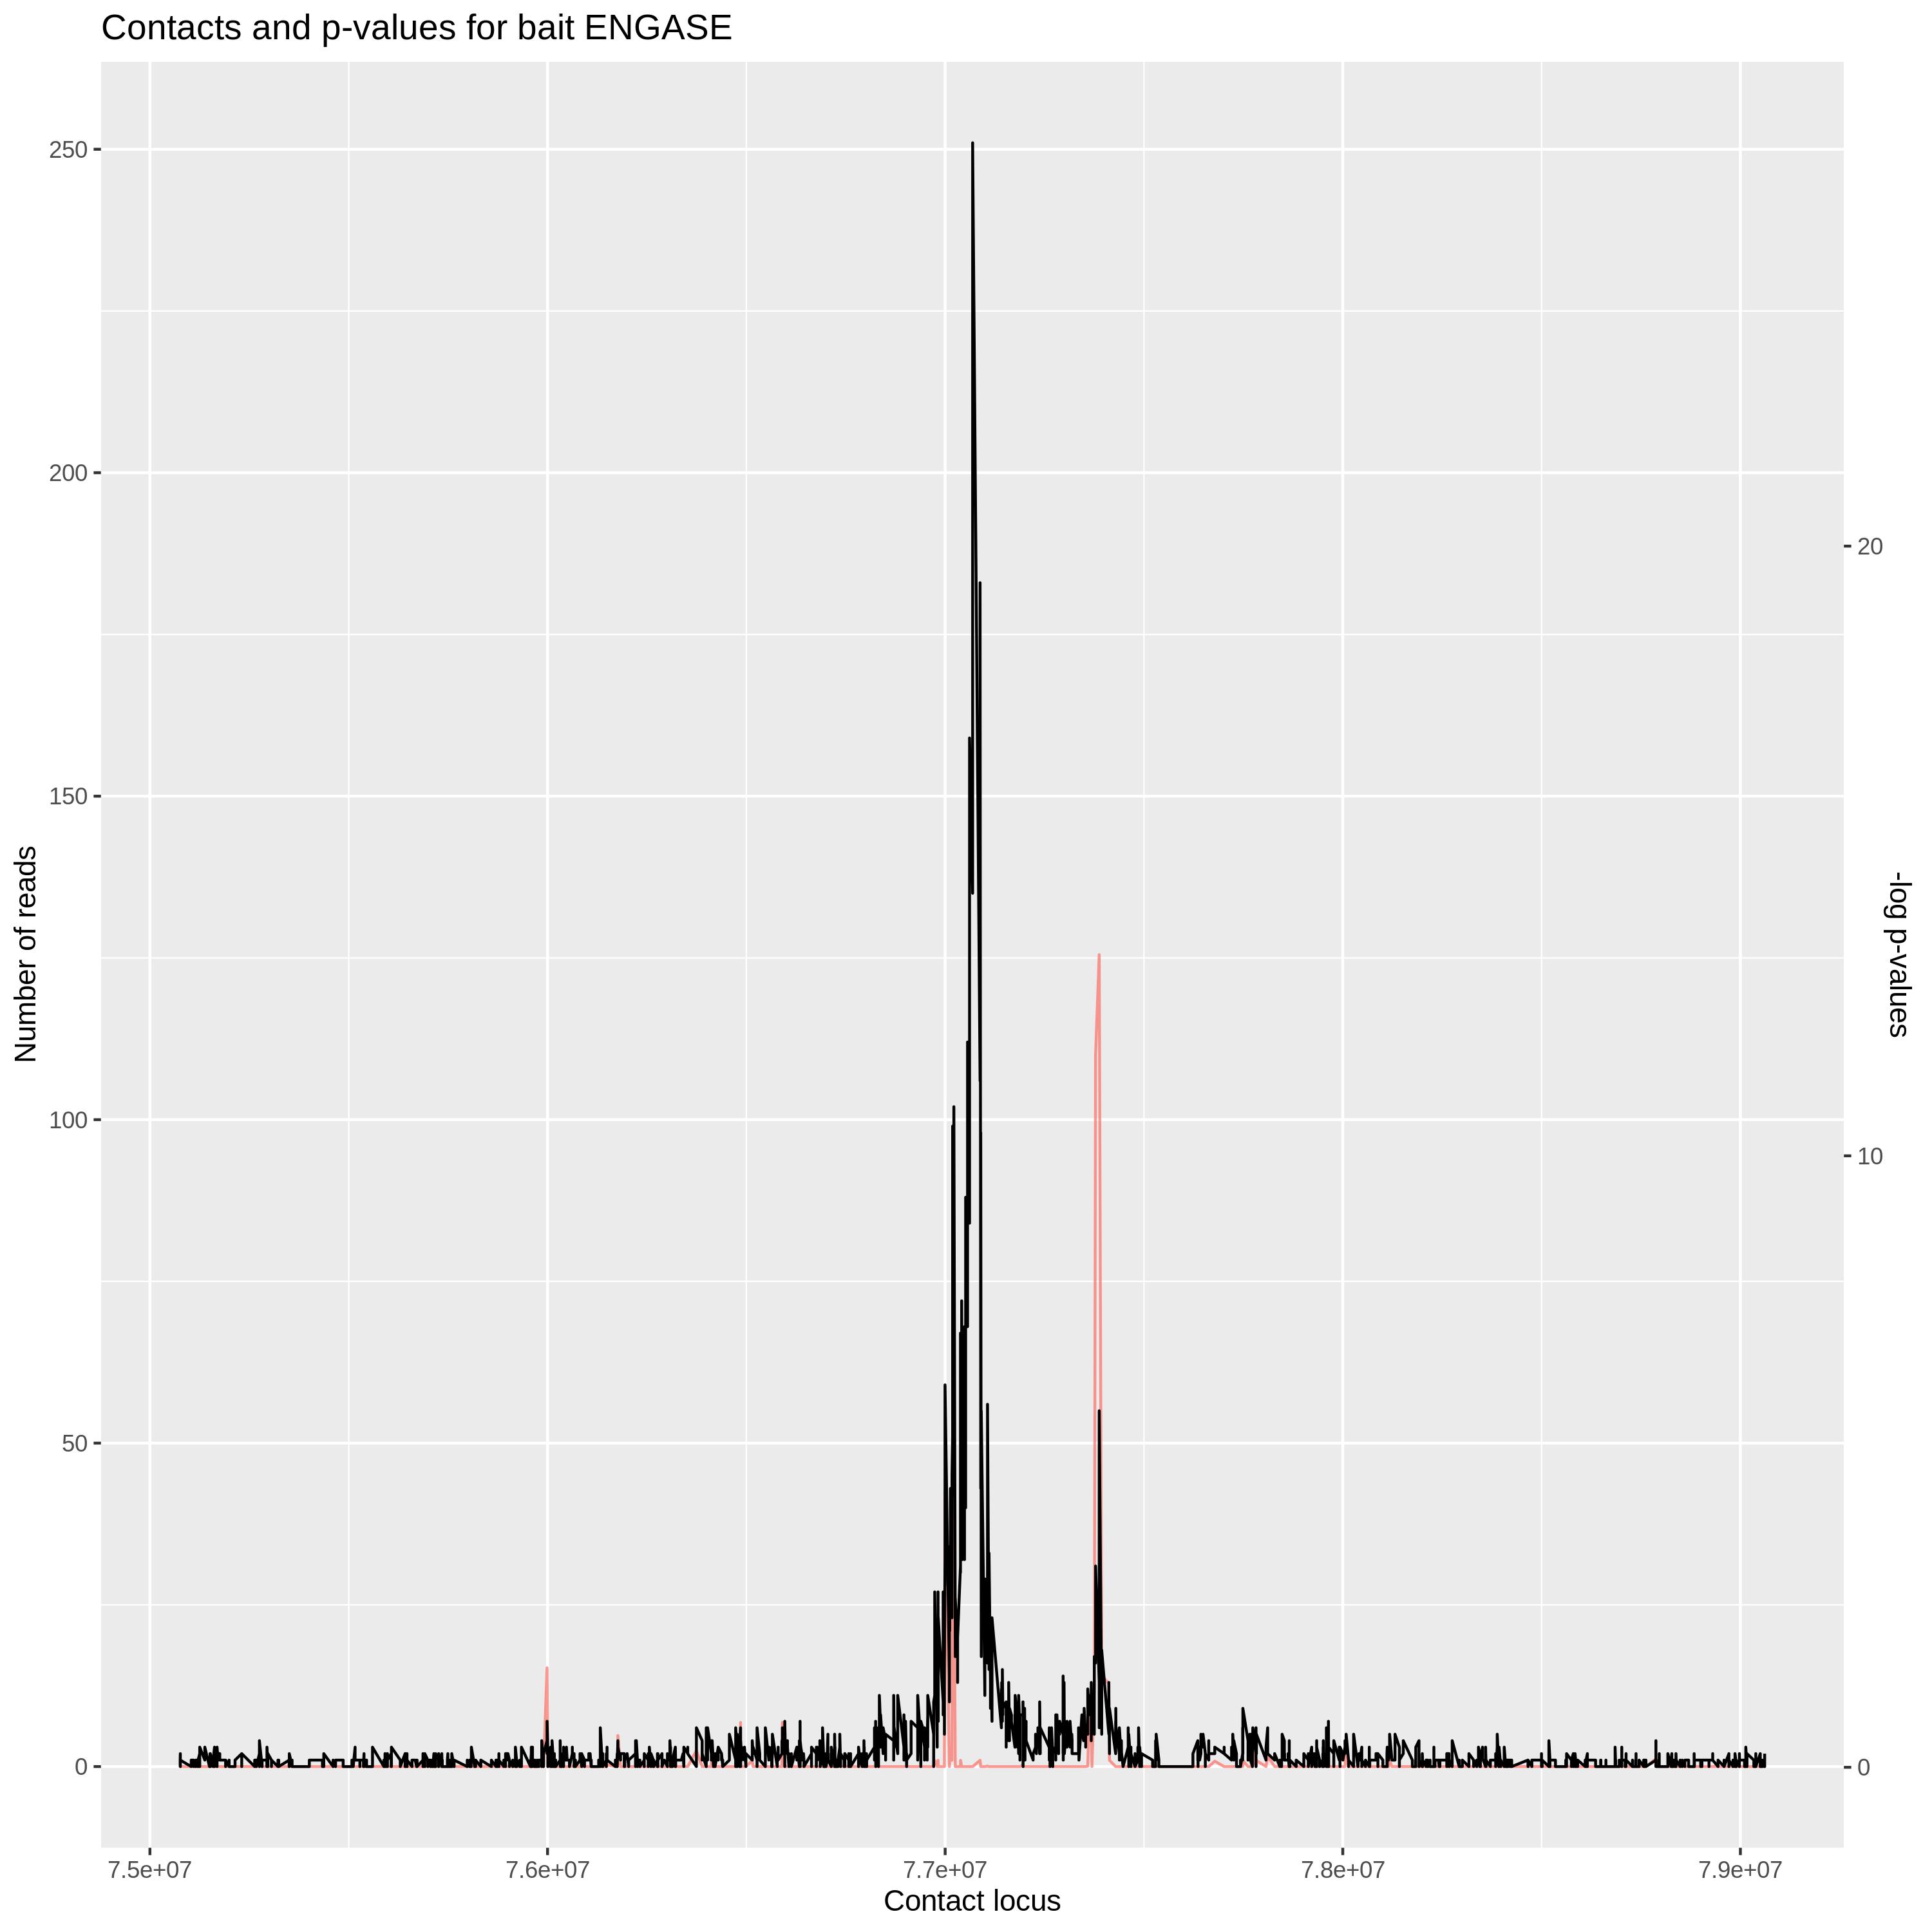 Contacts and p-values for bait ENGASE
250
200
150
100
50
0
Number of reads
20
10
0
-log p-values
7.5e+07 7.6e+07 7.7e+07 7.8e+07 7.9e+07
Contact locus